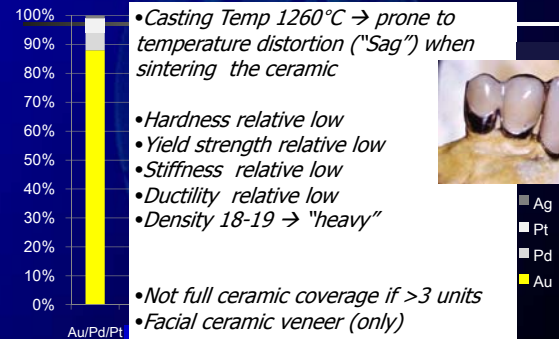 100%
90%
80%
70%
60%
50%
40%
30%
20%
10%
0%
Au/Pd/Pt
•Casting Temp 1260°C → prone to
temperature distortion ("Sag") when
sintering the ceramic
•Hardness relative low
•Yield strength relative low
•Stiffness relative low
•Ductility relative low
•Density 18-19 → "heavy"
•Not full ceramic coverage if >3 units
•Facial ceramic veneer (only)
Ag
Pt
Pd
Au